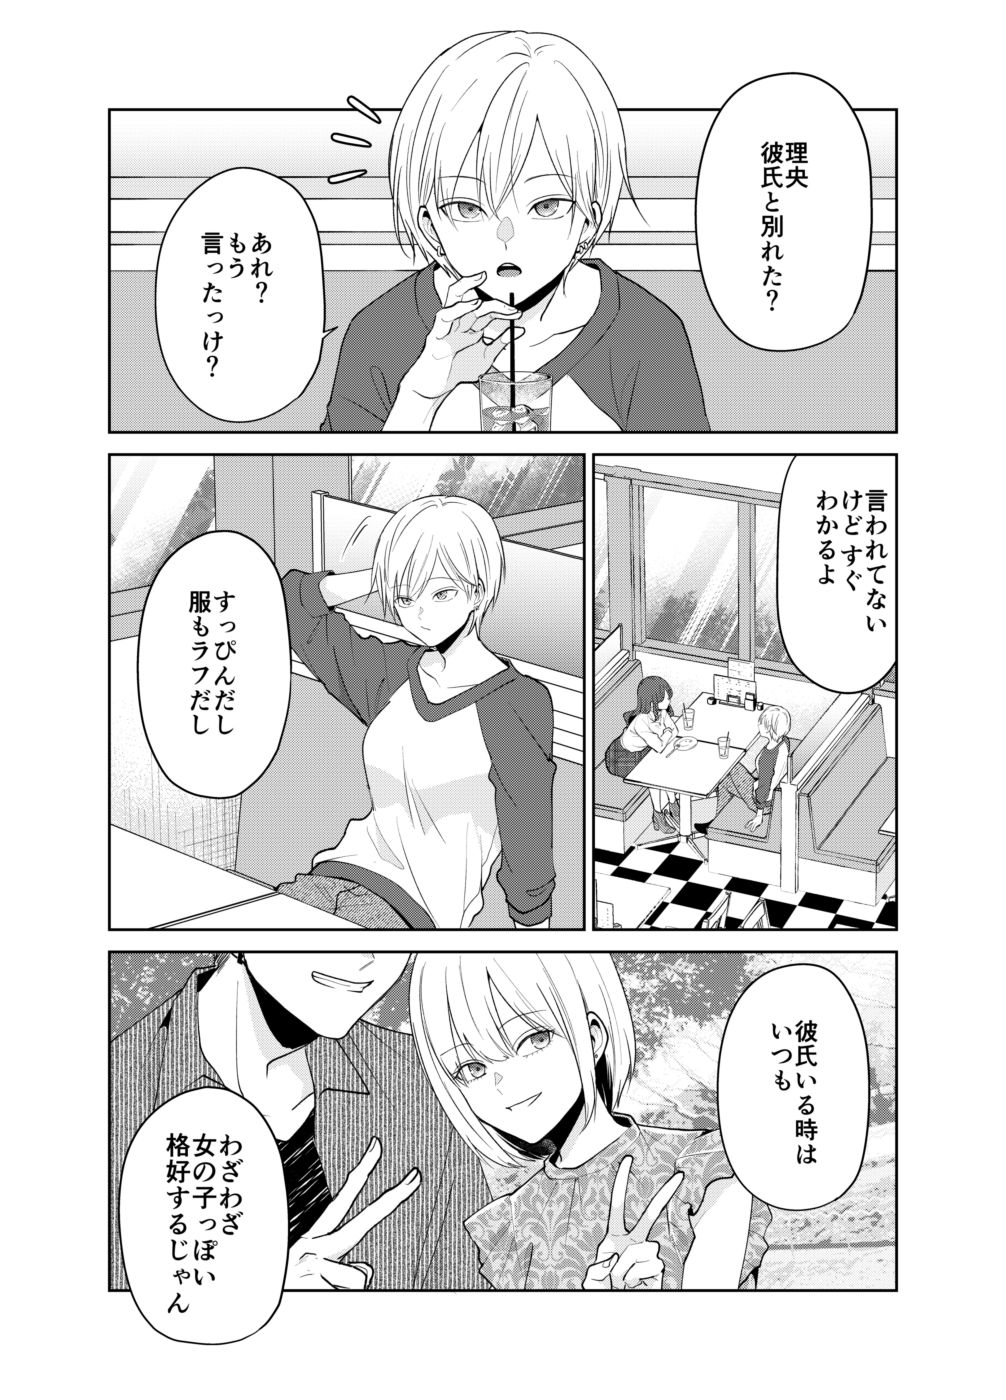 理央
彼氏と別れた？
あれ？
もう
言ったっけ？
言われてない
けどすぐ
わかるよ
すっぴんだし
服もラフだし
彼氏いる時は
いつも
わざわざ
女の子っぽい
格好するじゃん